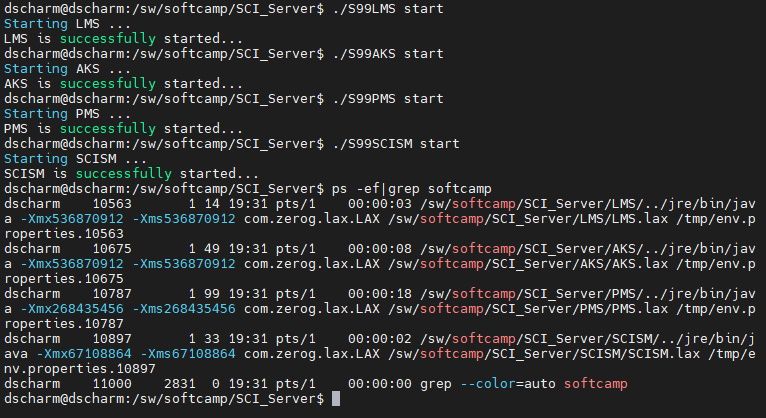 dscharm@dscharm:/sw/softcamp/SCI_Server$ ./S99LMS start
Starting LMS ...
LMS is successfully started...
dscharm@dscharm:/sw/softcamp/SCI_Server$ ./S99AKS start
Starting AKS ...
AKS is successfully started...
dscharm@dscharm:/sw/softcamp/SCI_Server$ ./S99PMS start
Starting PMS ...
PMS is successfully started...
dscharm@dscharm:/sw/softcamp/SCI_Server$ ./S99SCISM start
Starting SCISM ...
SCISM is successfully started...
dscharm@dscharm:/sw/softcamp/SCI_Server$ ps -ef|grep softcamp
dscharm    10563       1 14 19:31 pts/1    00:00:03 /sw/softcamp/SCI_Server/LMS/../jre/bin/jav
a -Xmx536870912 -Xms536870912 com.zerog.lax.LAX /sw/softcamp/SCI_Server/LMS/LMS.lax /tmp/env.p
roperties.10563
dscharm    10675       1 49 19:31 pts/1    00:00:08 /sw/softcamp/SCI_Server/AKS/../jre/bin/jav
a -Xmx536870912 -Xms536870912 com.zerog.lax.LAX /sw/softcamp/SCI_Server/AKS/AKS.lax /tmp/env.p
roperties.10675
dscharm    10787       1 99 19:31 pts/1    00:00:18 /sw/softcamp/SCI_Server/PMS/../jre/bin/jav
a -Xmx268435456 -Xms268435456 com.zerog.lax.LAX /sw/softcamp/SCI_Server/PMS/PMS.lax /tmp/env.p
roperties.10787
dscharm    10897       1 33 19:31 pts/1    00:00:02 /sw/softcamp/SCI_Server/SCISM/../jre/bin/j
ava -Xmx67108864 -Xms67108864 com.zerog.lax.LAX /sw/softcamp/SCI_Server/SCISM/SCISM.lax /tmp/e
nv.properties.10897
dscharm    11000    2831  0 19:31 pts/1    00:00:00 grep --color=auto softcamp
dscharm@dscharm:/sw/softcamp/SCI_Server$